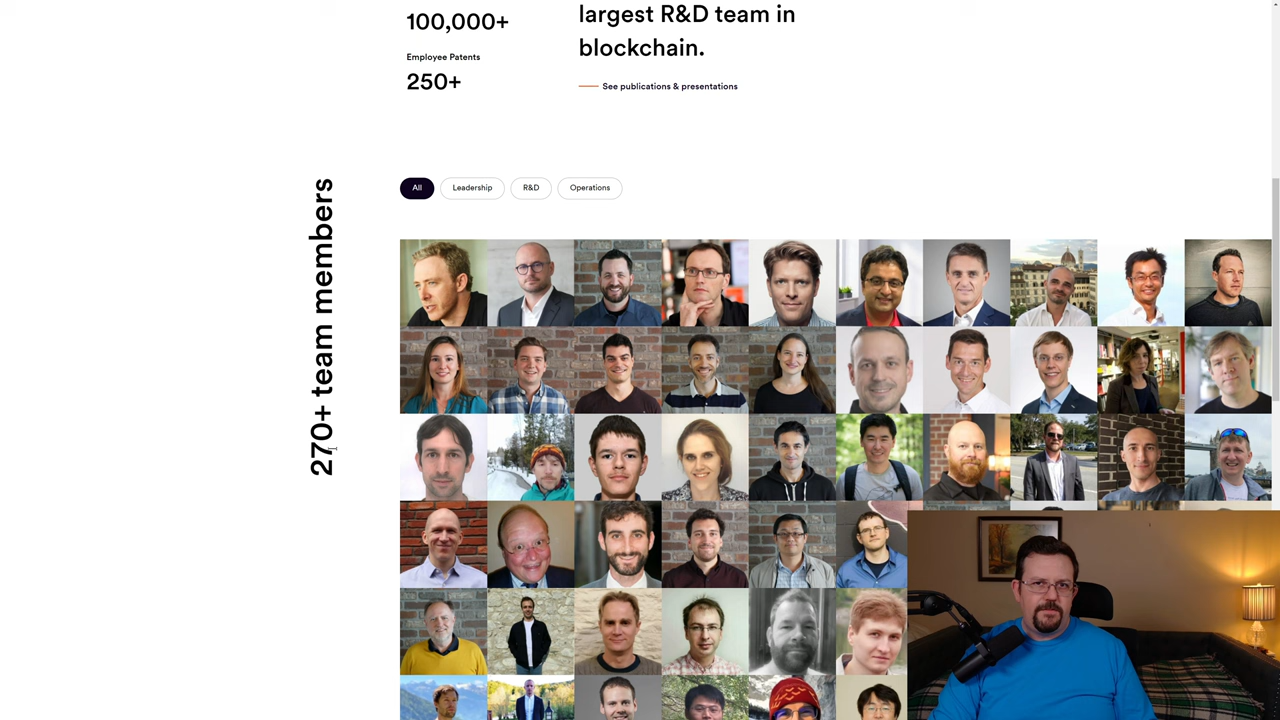 100,000+
Employee Patents
250+
largest R&D team in
blockchain.
See publications & presentations
270+ team members
All
Leadership
R&D
Operations